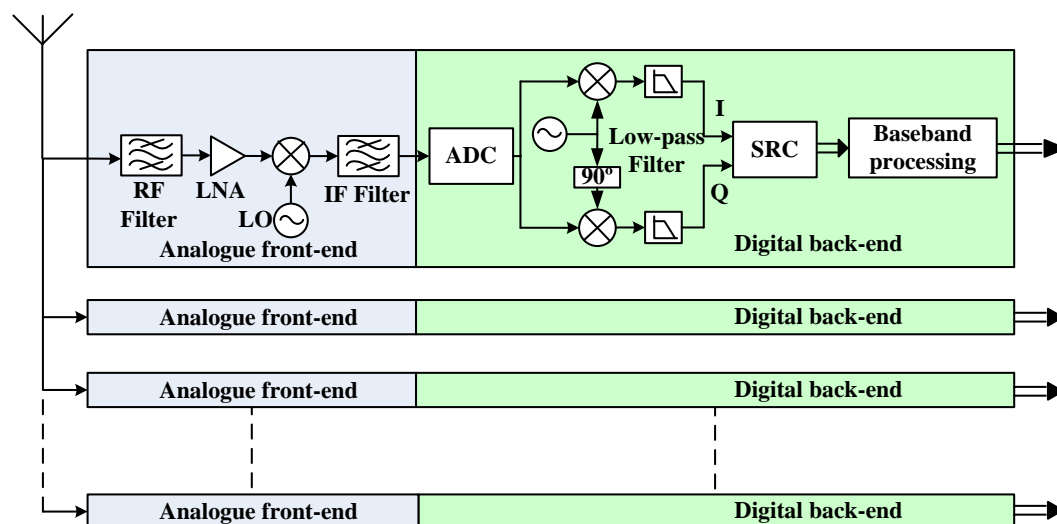 I
Low-pass
Filter
ADC
SRC
Baseband
processing
90º
Q
RF
Filter
LNA
LO
IF Filter
Analogue front-end
Digital back-end
Analogue front-end
Digital back-end
Analogue front-end
Digital back-end
Analogue front-end
Digital back-end